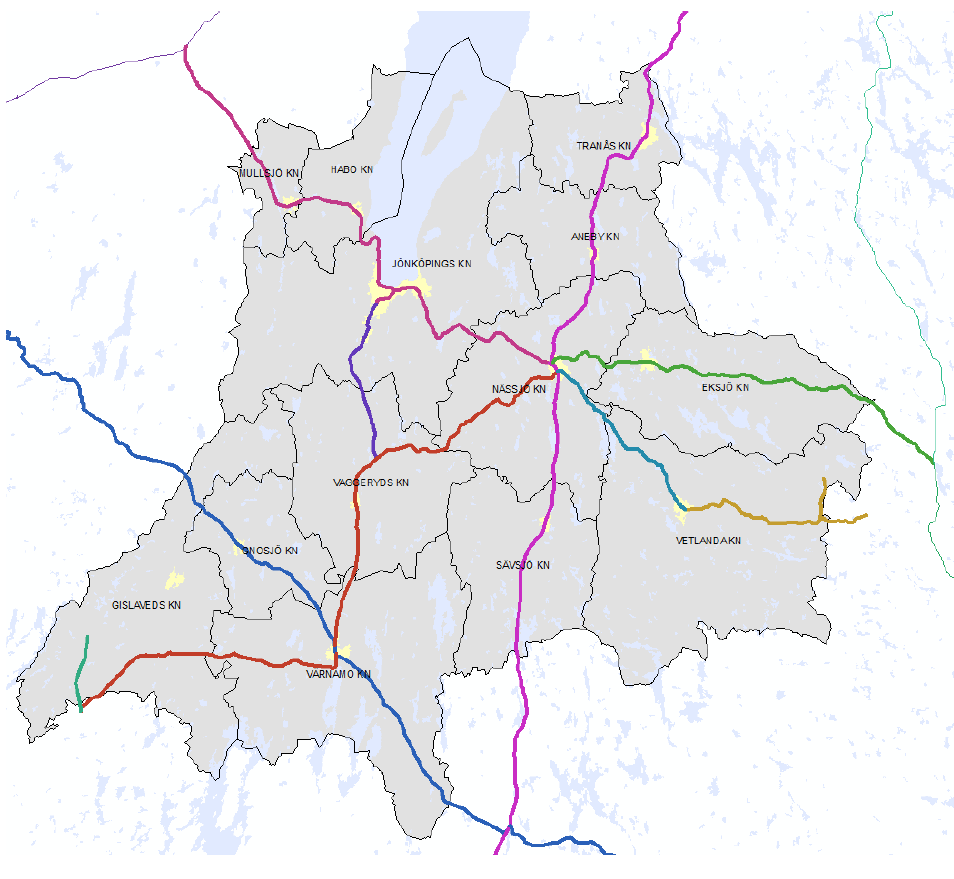 TRANÅS KN
MULLSJÖ KN
HABO KN
ANEBY KN
JÖNKÖPINGS KN
NÄSSJÖ KN
EKSJÖ KN
VAGGERYDS KN
VETLANDA KN
GNOSJÖ KN
SÄVSJÖ KN
GISLAVEDS KN
VÄRNAMO KN